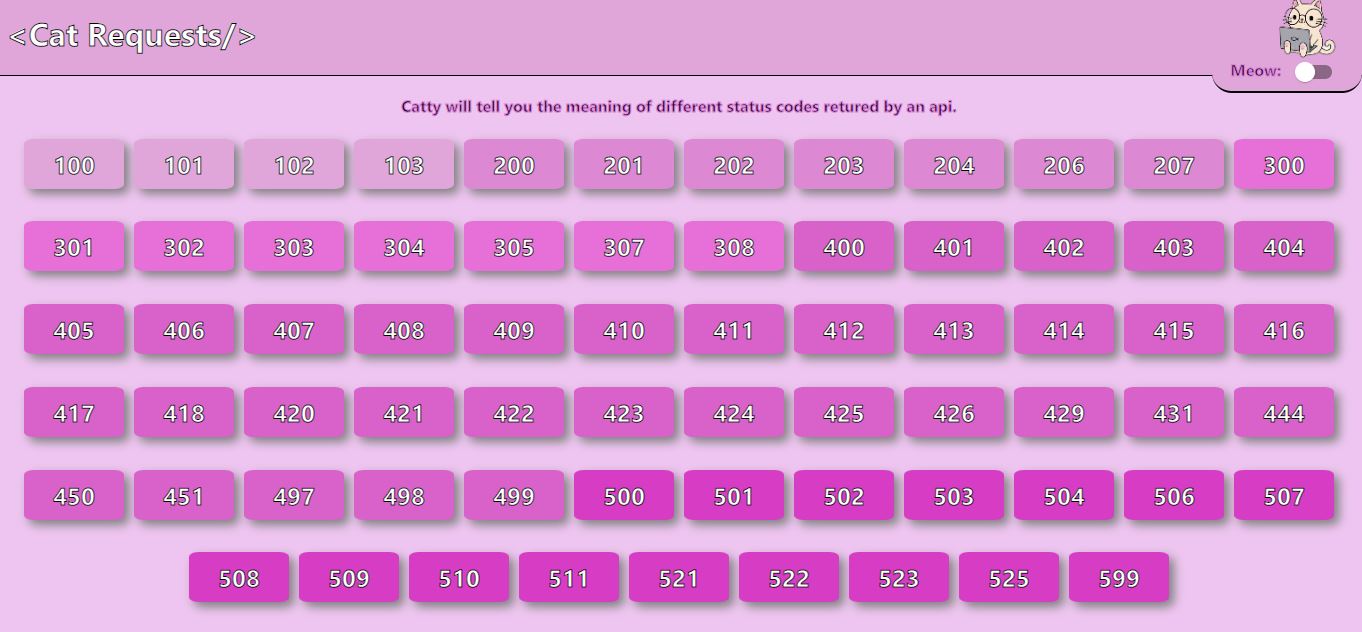 <Cat Requests/>
Meow:
Catty will tell you the meaning of different status codes retured by an api.
100 101 102 103 200 201 202 203 204 206 207 300
301 302 303 304 305 307 308 400 401 402 403 404
405 406 407 408 409 410 411 412 413 414 415 416
417 418 420 421 422 423 424 425 426 429 431 444
450 451 497 498 499 500 501 502 503 504 506 507
508 509 510 511 521 522 523 525 599